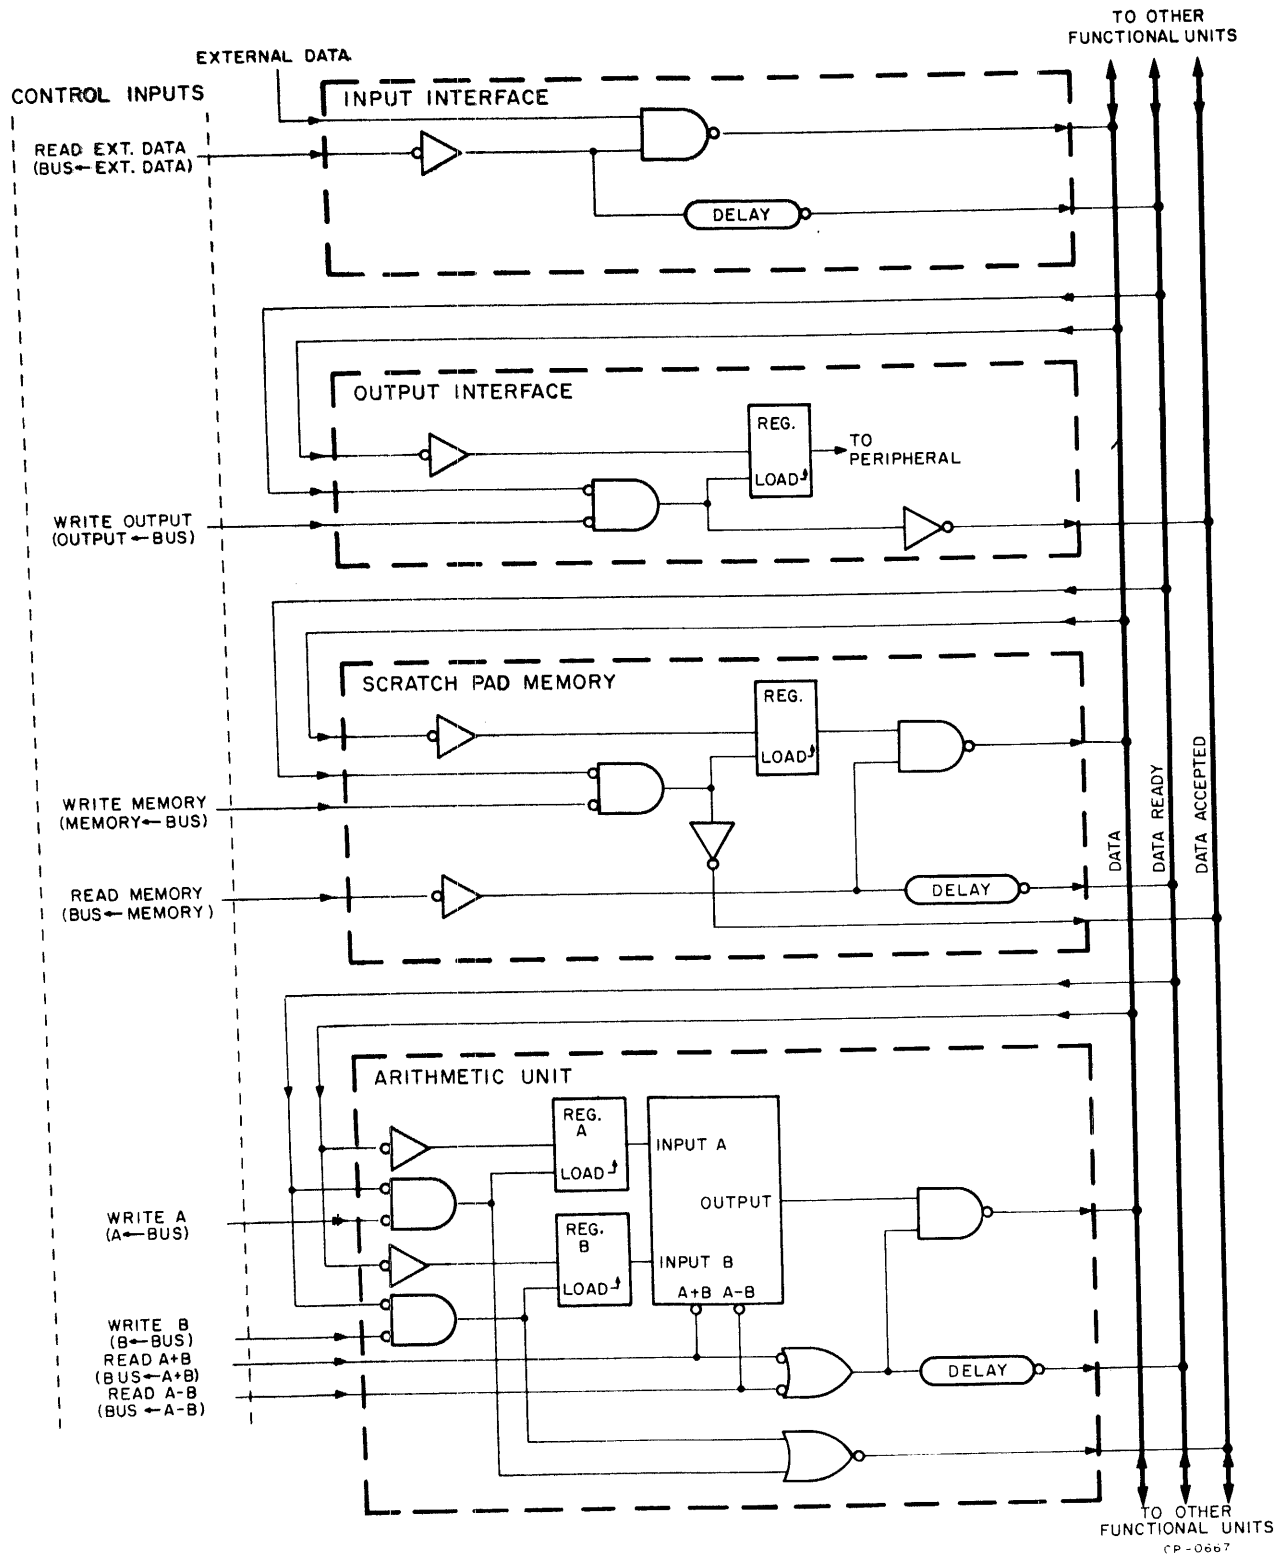 TO OTHER
FUNCTIONAL UNITS
EXTERNAL DATA
CONTROL INPUTS
INPUT INTERFACE
READ EXT. DATA
(BUS←EXT. DATA)
DELAY
OUTPUT INTERFACE
REG.
TO
PERIPHERAL
LOAD
WRITE OUTPUT
(OUTPUT←BUS)
SCRATCH PAD MEMORY
REG.
LOAD
WRITE MEMORY
(MEMORY←BUS)
READ MEMORY
(BUS←MEMORY)
DELAY
DATA
DATA READY
DATA ACCEPTED
ARITHMETIC UNIT
REG.
A
LOAD
INPUT A
OUTPUT
WRITE A
(A←BUS)
REG.
B
LOAD
INPUT B
A+B A-B
WRITE B
(B←BUS)
READ A+B
(BUS←A+B)
READ A-B
(BUS←A-B)
DELAY
TO OTHER
FUNCTIONAL UNITS
CP-0667